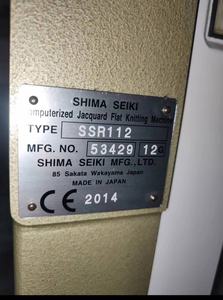 SHIMA SEIKI
Computerized Jacquard Flat Knitting Machine
TYPE SSR112
MFG. NO. 53429 12G
SHIMA SEIKI MFG., LTD.
85 Sakata Wakayama Japan
MADE IN JAPAN
CE 2014